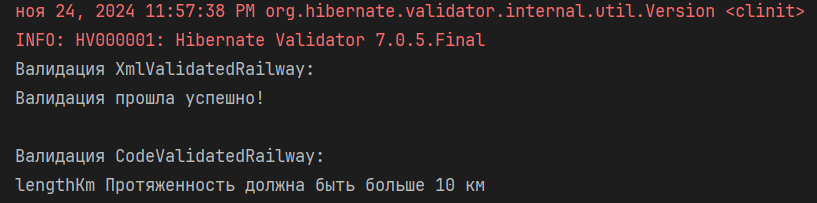 ноя 24, 2024 11:57:38 PM org.hibernate.validator.internal.util.Version <clinit>
INFO: HV000001: Hibernate Validator 7.0.5.Final
Валидация XmlValidatedRailway:
Валидация прошла успешно!
Валидация CodeValidatedRailway:
lengthKm Протяженность должна быть больше 10 км